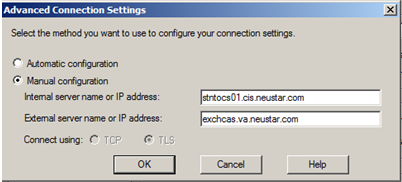 Advanced Connection Settings
Select the method you want to use to configure your connection settings.
Automatic configuration
Manual configuration
Internal server name or IP address: stntocs01.cis.neustar.com
External server name or IP address: exchcas.va.neustar.com
Connect using: TCP TLS
OK Cancel Help